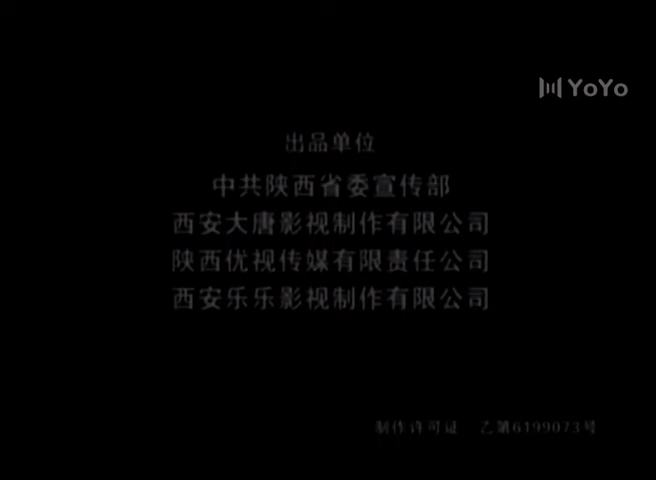 YoYo
出品单位
中共陕西省委宣传部
西安大唐影视制作有限公司
陕西优视传媒有限责任公司
西安乐乐影视制作有限公司
制作许可证 乙第6199073号